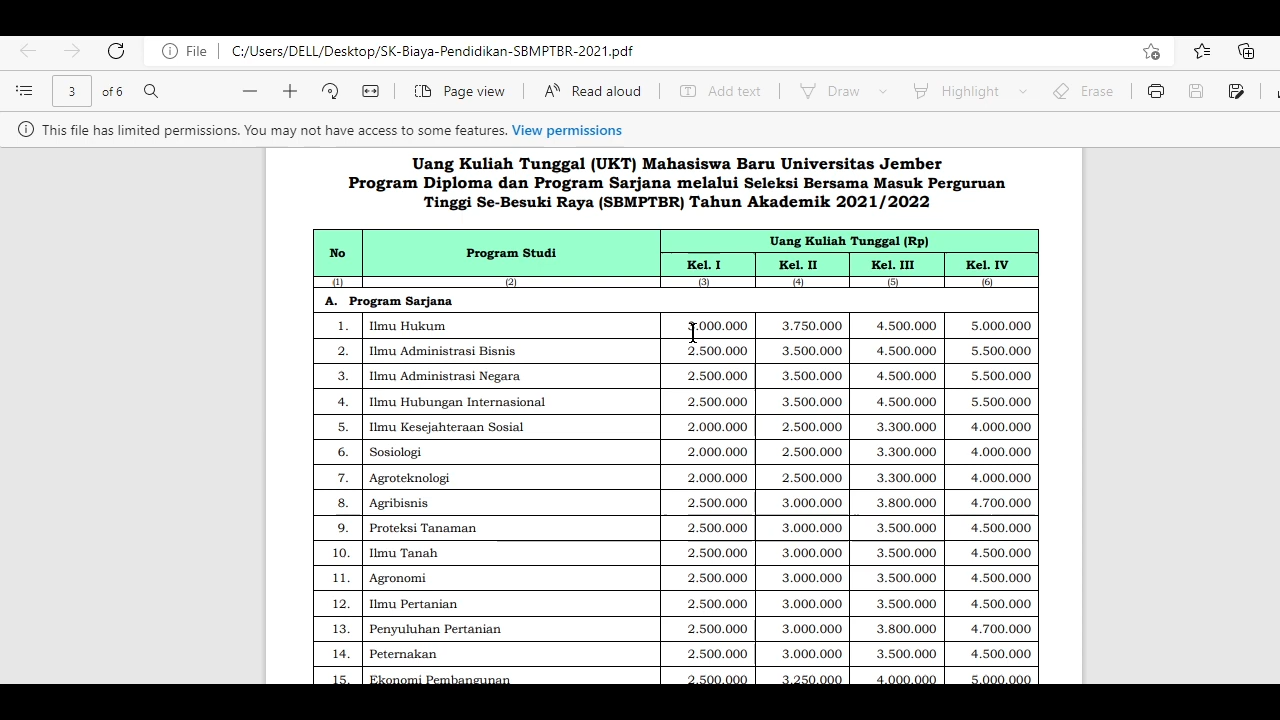 File C:/Users/DELL/Desktop/SK-Biaya-Pendidikan-SBMPTBR-2021.pdf
3 of 6 Page view Read aloud Add text Draw Highlight Erase
This file has limited permissions. You may not have access to some features. View permissions
Uang Kuliah Tunggal (UKT) Mahasiswa Baru Universitas Jember
Program Diploma dan Program Sarjana melalui Seleksi Bersama Masuk Perguruan
Tinggi Se-Besuki Raya (SBMPTBR) Tahun Akademik 2021/2022
No Program Studi Uang Kuliah Tunggal (Rp)
Kel. I Kel. II Kel. III Kel. IV
(1) (2) (3) (4) (5) (6)
A. Program Sarjana
1. Ilmu Hukum 3.000.000 3.750.000 4.500.000 5.000.000
2. Ilmu Administrasi Bisnis 2.500.000 3.500.000 4.500.000 5.500.000
3. Ilmu Administrasi Negara 2.500.000 3.500.000 4.500.000 5.500.000
4. Ilmu Hubungan Internasional 2.500.000 3.500.000 4.500.000 5.500.000
5. Ilmu Kesejahteraan Sosial 2.000.000 2.500.000 3.300.000 4.000.000
6. Sosiologi 2.000.000 2.500.000 3.300.000 4.000.000
7. Agroteknologi 2.000.000 2.500.000 3.300.000 4.000.000
8. Agribisnis 2.500.000 3.000.000 3.800.000 4.700.000
9. Proteksi Tanaman 2.500.000 3.000.000 3.500.000 4.500.000
10. Ilmu Tanah 2.500.000 3.000.000 3.500.000 4.500.000
11. Agronomi 2.500.000 3.000.000 3.500.000 4.500.000
12. Ilmu Pertanian 2.500.000 3.000.000 3.500.000 4.500.000
13. Penyuluhan Pertanian 2.500.000 3.000.000 3.800.000 4.700.000
14. Peternakan 2.500.000 3.000.000 3.500.000 4.500.000
15. Ekonomi Pembangunan 2.500.000 3.250.000 4.000.000 5.000.000